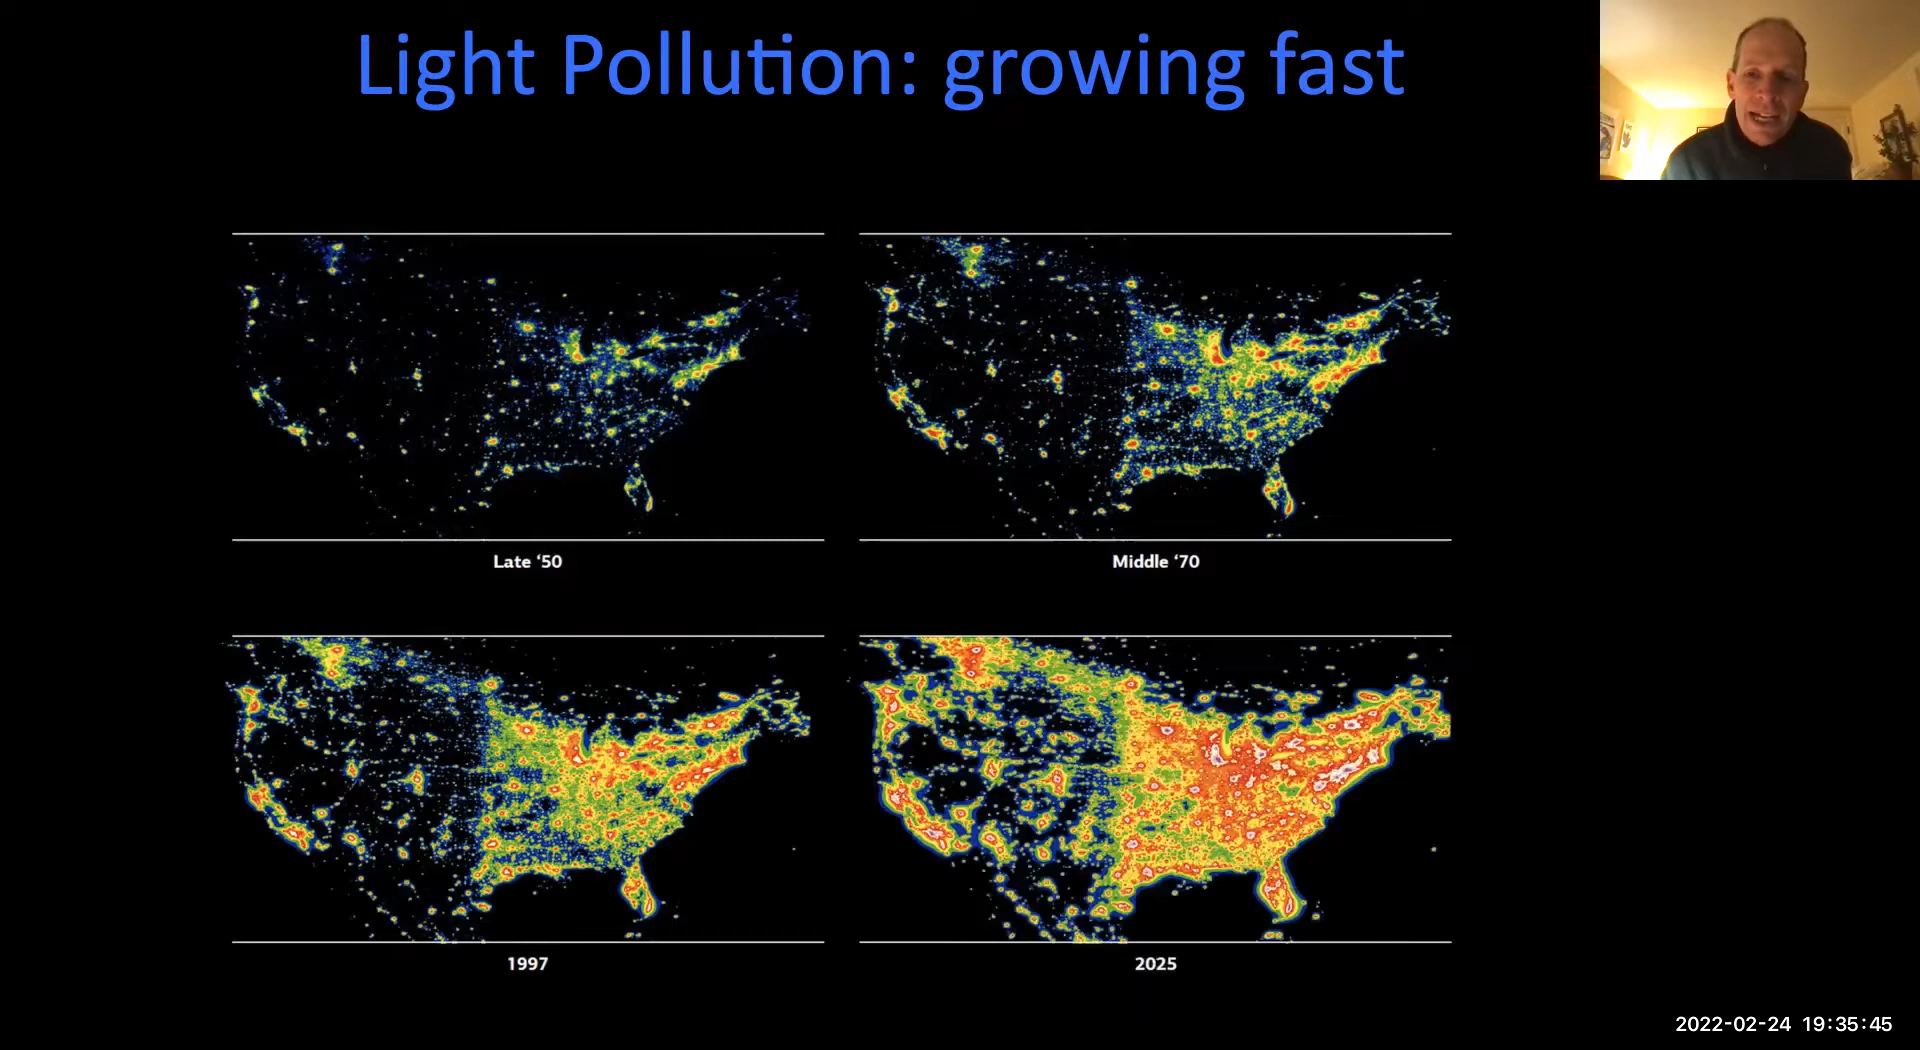 Light Pollution: growing fast
Late ‘50
Middle ‘70
1997
2025
2022-02-24 19:35:45